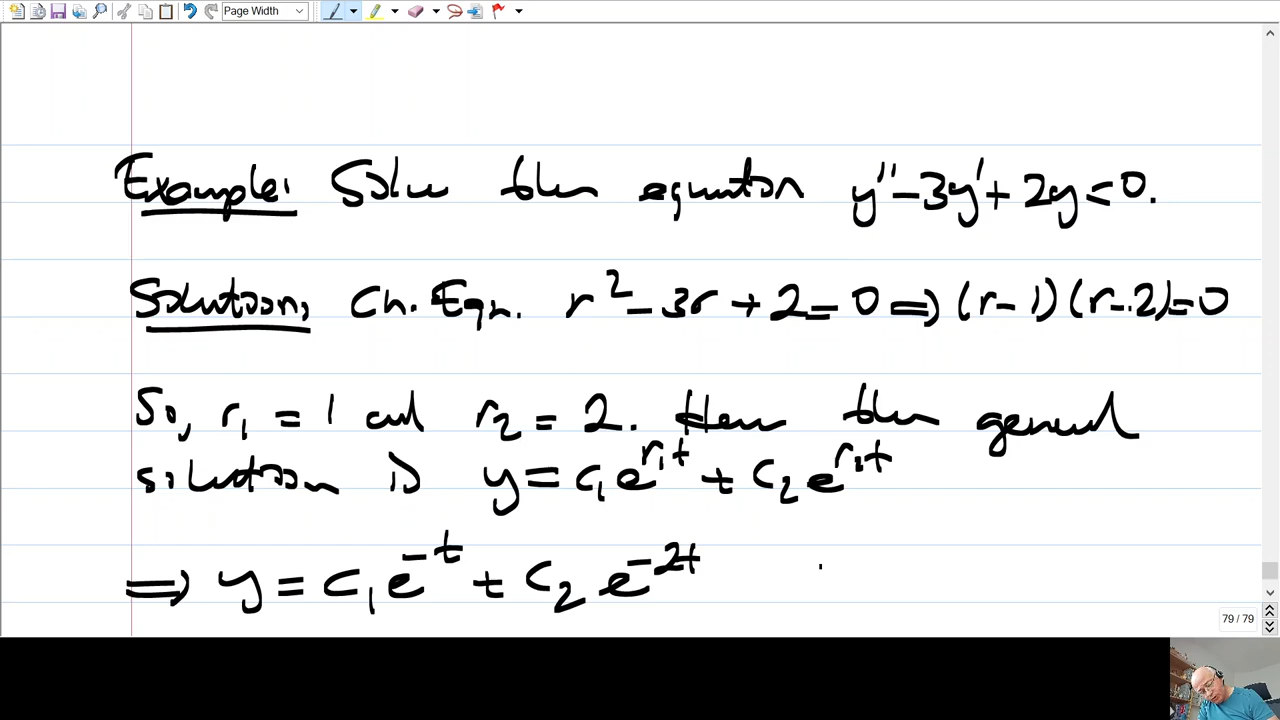 Page Width
Example: Solve the equation y'' - 3y' + 2y = 0.
Solution, Ch. Eqn. r² - 3r + 2 = 0 ⟹ (r - 1)(r - 2) = 0
So, r₁ = 1 and r₂ = 2. Hence the general
solution is y = c₁e^{r₁t} + c₂e^{r₂t}
⟹ y = c₁e^{-t} + c₂e^{-2t}
79 / 79